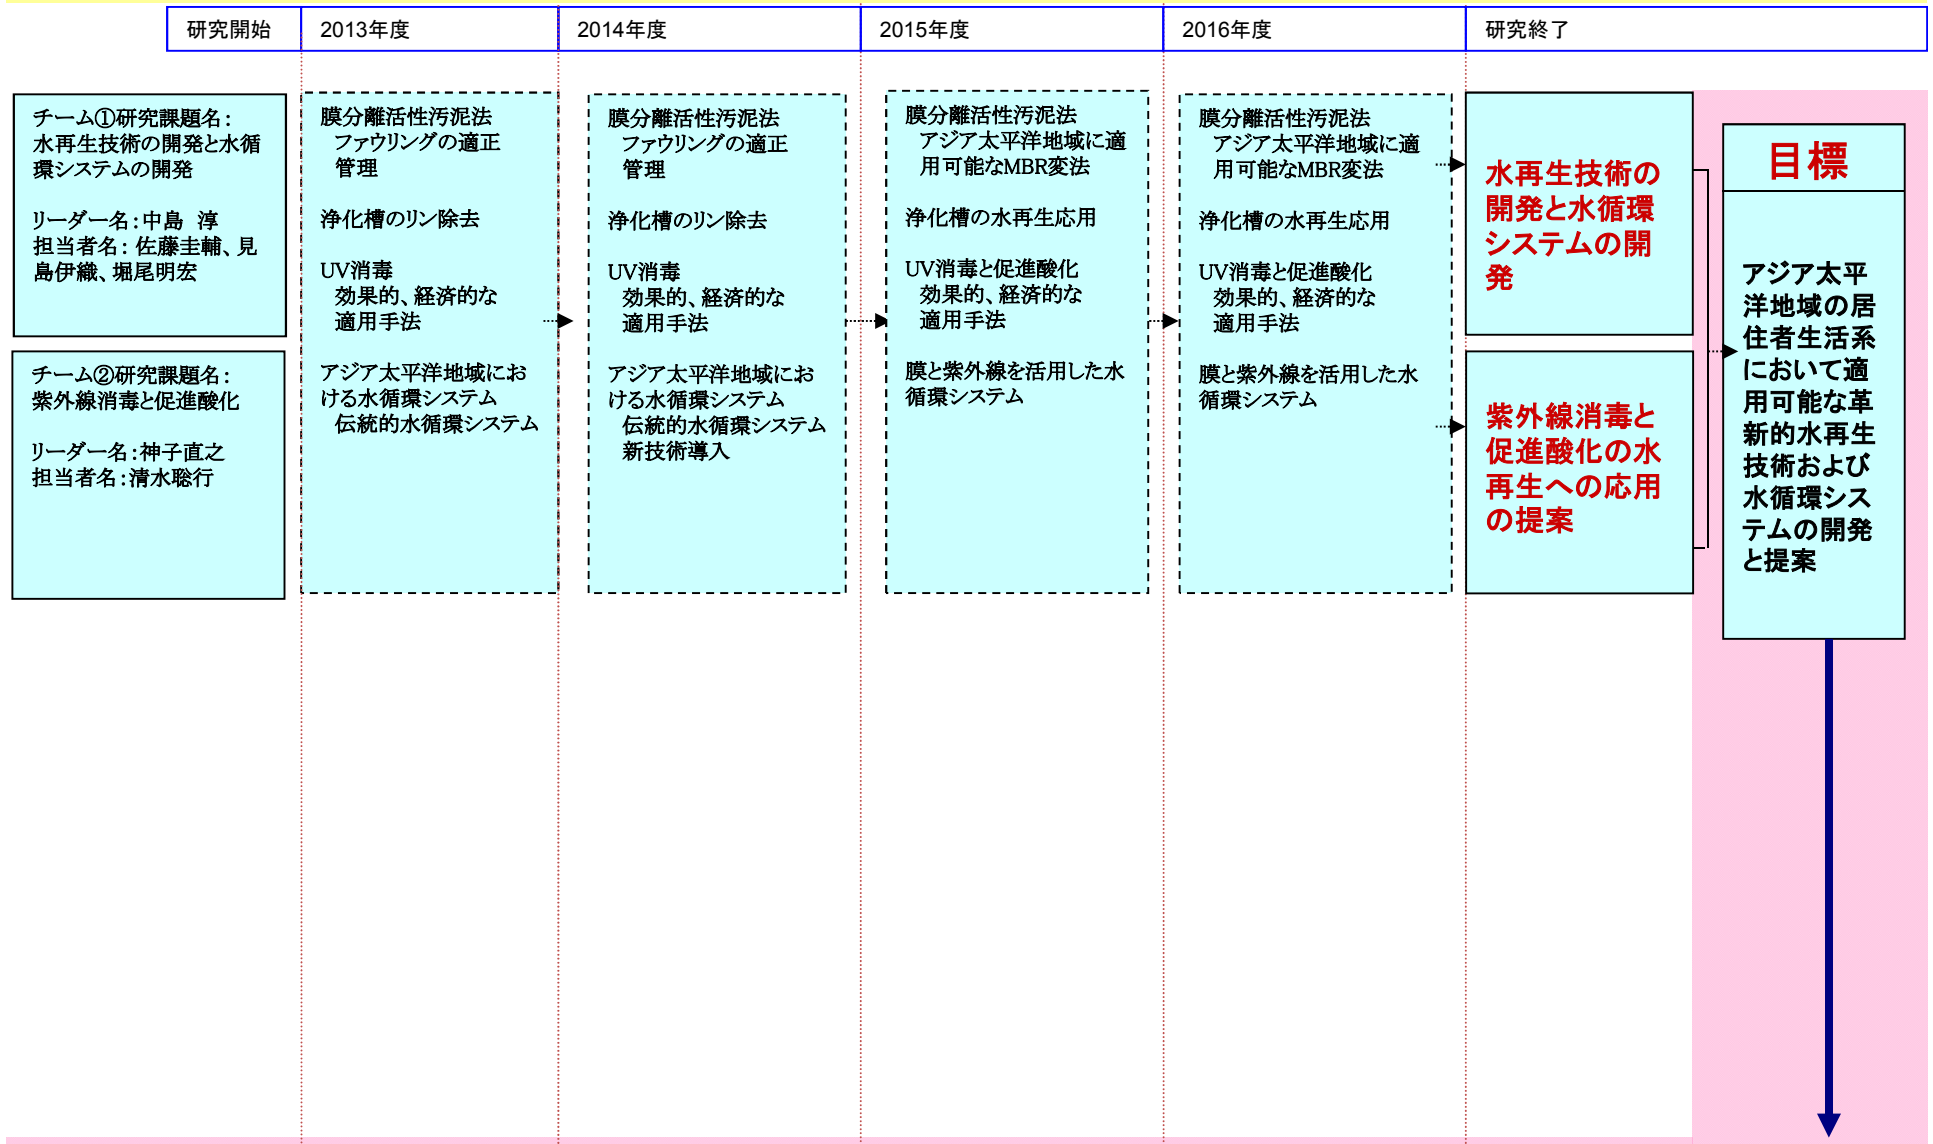 研究開始
2013年度
2014年度
2015年度
2016年度
研究終了
チーム①研究課題名：
水再生技術の開発と水循
環システムの開発
リーダー名：中島　淳
担当者名：佐藤圭輔、見
島伊織、堀尾明宏
チーム②研究課題名：
紫外線消毒と促進酸化
リーダー名：神子直之
担当者名：清水聡行
膜分離活性汚泥法
ファウリングの適正
管理
浄化槽のリン除去
UV消毒
効果的、経済的な
適用手法
アジア太平洋地域にお
ける水循環システム
伝統的水循環システム
膜分離活性汚泥法
ファウリングの適正
管理
浄化槽のリン除去
UV消毒
効果的、経済的な
適用手法
アジア太平洋地域にお
ける水循環システム
伝統的水循環システム
新技術導入
膜分離活性汚泥法
アジア太平洋地域に適
用可能なMBR変法
浄化槽の水再生応用
UV消毒と促進酸化
効果的、経済的な
適用手法
膜と紫外線を活用した水
循環システム
膜分離活性汚泥法
アジア太平洋地域に適
用可能なMBR変法
浄化槽の水再生応用
UV消毒と促進酸化
効果的、経済的な
適用手法
膜と紫外線を活用した水
循環システム
水再生技術の
開発と水循環
システムの開
発
紫外線消毒と
促進酸化の水
再生への応用
の提案
目標
アジア太平
洋地域の居
住者生活系
において適
用可能な革
新的水再生
技術および
水循環シス
テムの開発
と提案